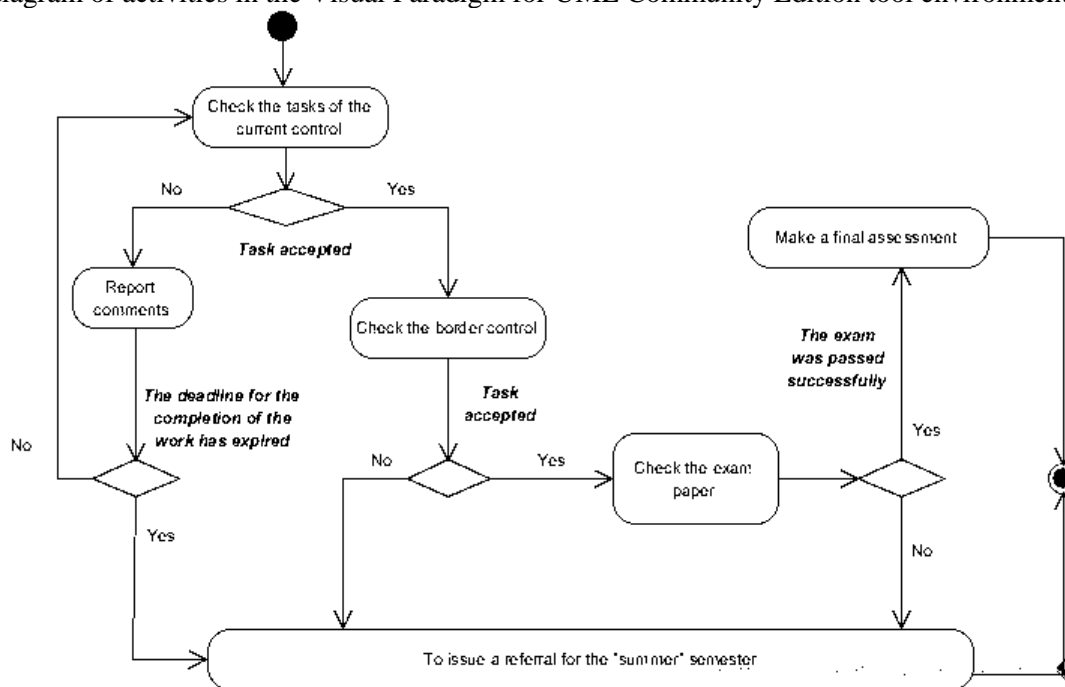 diagram of activities in the Visual Paradigm for UML Community Edition tool environment
Check the tasks of the
current control
No
Yes
Task accepted
Make a final assessment
Report
comments
Check the border control
The exam
was passed
successfully
The deadline for the
completion of the
work has expired
Task
accepted
No
No
Yes
Check the exam
paper
Yes
Yes
No
To issue a referral for the "summer" semester